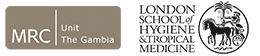 MRC
Unit
The Gambia
LONDON
SCHOOL of
HYGIENE
& TROPICAL
MEDICINE